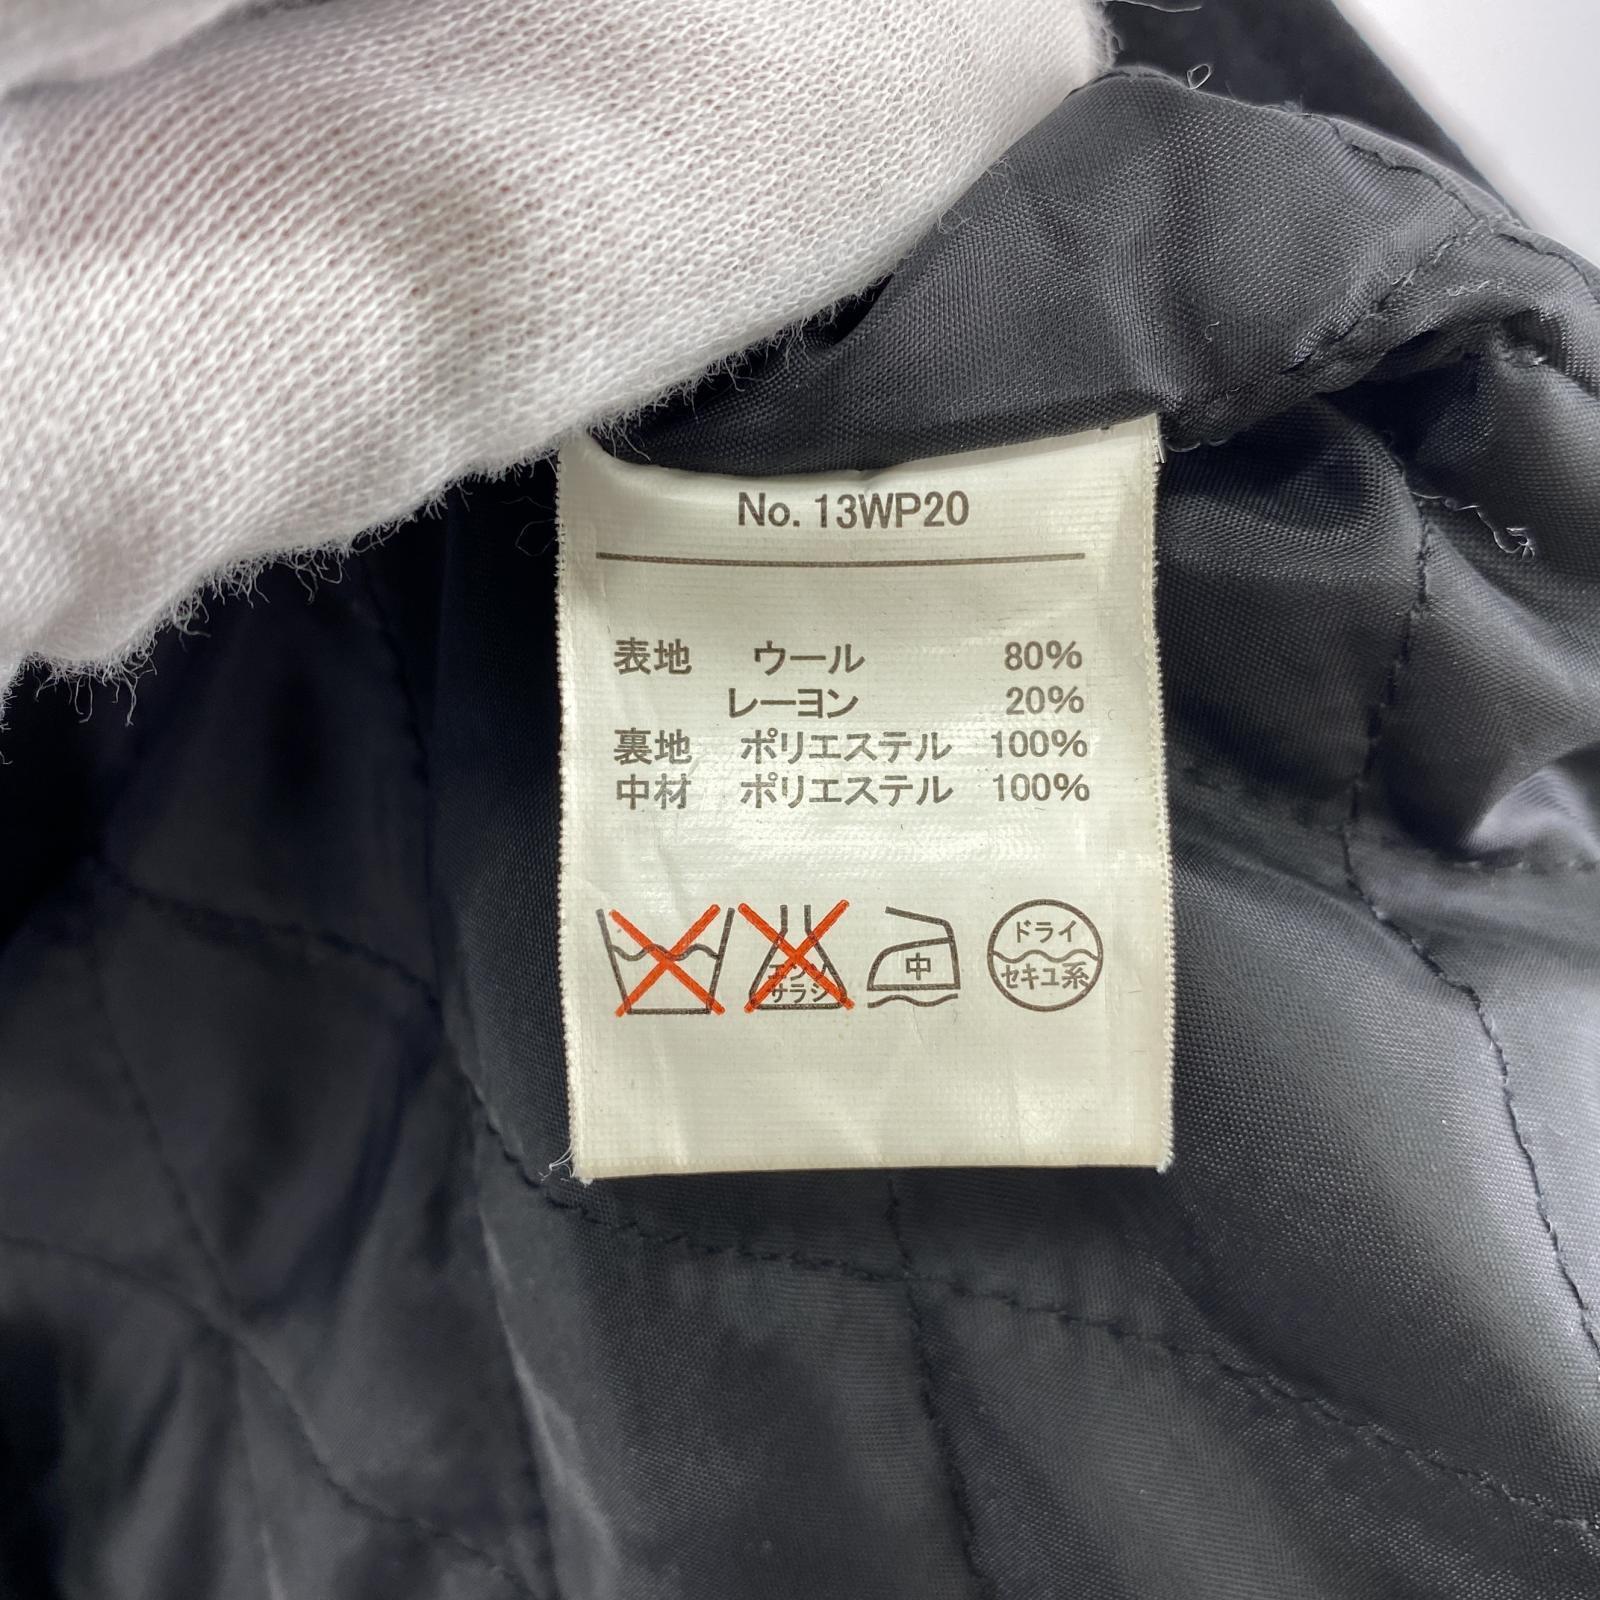 No. 13WP20
表地 ウール 80%
レーヨン 20%
裏地 ポリエステル 100%
中材 ポリエステル 100%
エンソ
サラシ
中
ドライ
セキユ系